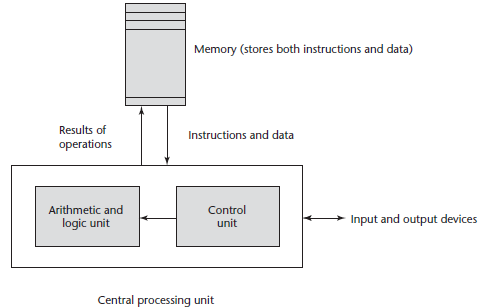 Memory (stores both instructions and data)
Results of
operations
Instructions and data
Arithmetic and
logic unit
Control
unit
Input and output devices
Central processing unit